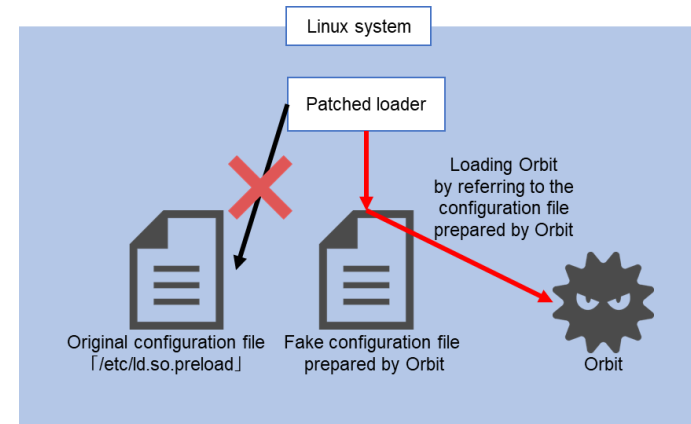 Linux system
Patched loader
Loading Orbit
by referring to the
configuration file
prepared by Orbit
Original configuration file
「/etc/ld.so.preload」
Fake configuration file
prepared by Orbit
Orbit